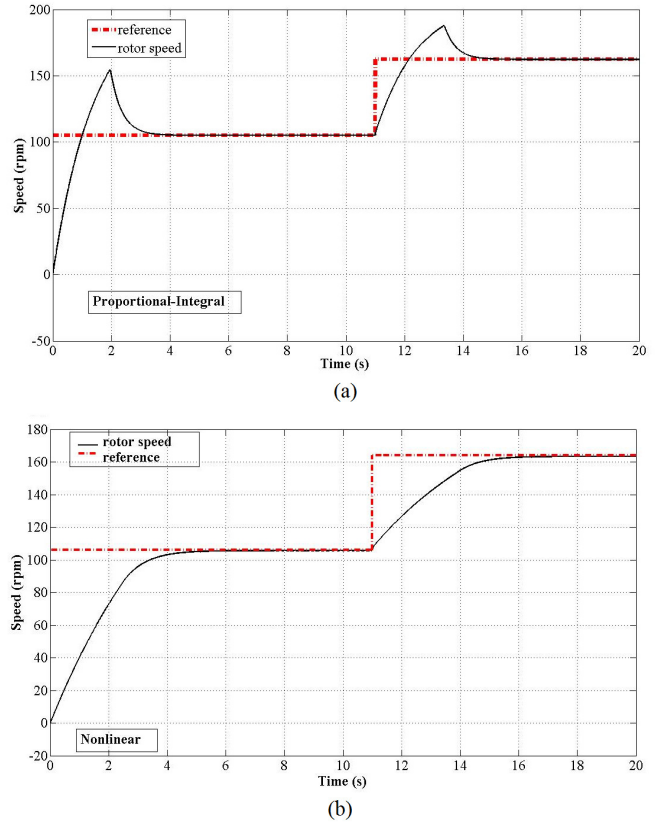 200
150
100
50
0
-50
Speed (rpm)
reference
rotor speed
Proportional-Integral
0 2 4 6 8 10 12 14 16 18 20
Time (s)
(a)
180
160
140
120
100
80
60
40
20
0
-20
Speed (rpm)
rotor speed
reference
Nonlinear
0 2 4 6 8 10 12 14 16 18 20
Time (s)
(b)